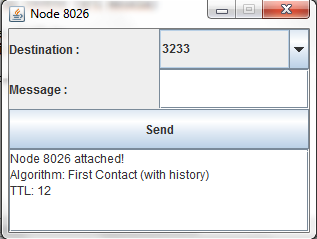 Node 8026
Destination :
3233
Message :
Send
Node 8026 attached!
Algorithm: First Contact (with history)
TTL: 12